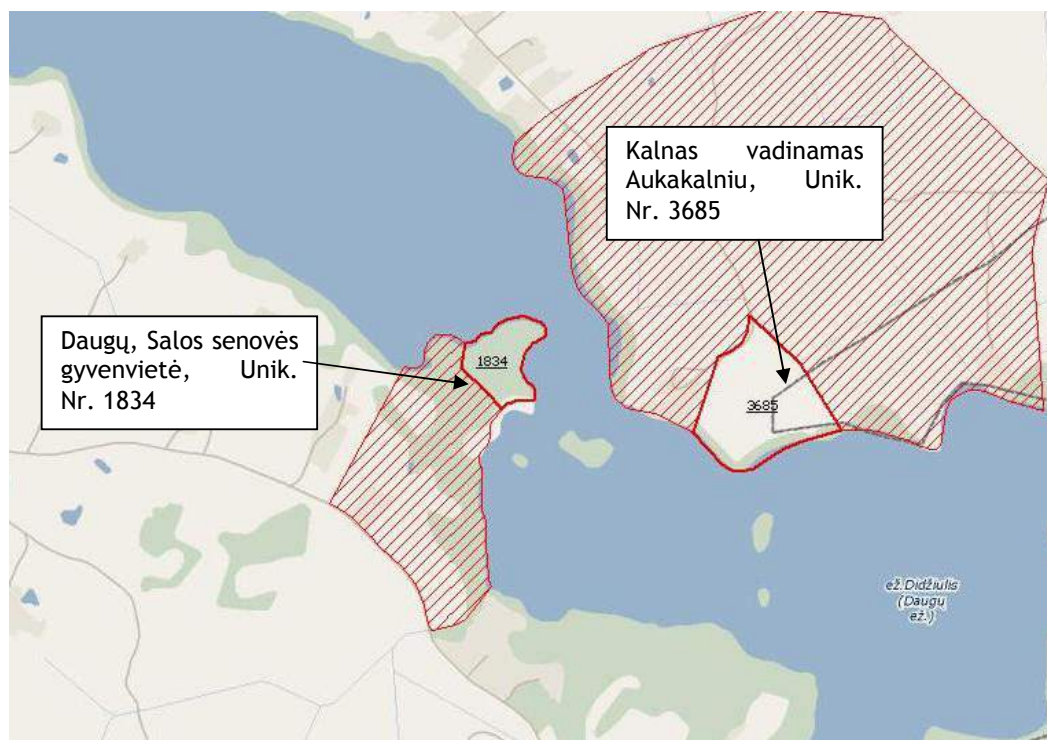 Kalnas vadinamas
Aukakalniu, Unik.
Nr. 3685
Daugų, Salos senovės
gyvenvietė, Unik.
Nr. 1834
1834
3685
ež.Didžiulis
(Daugų
ež.)